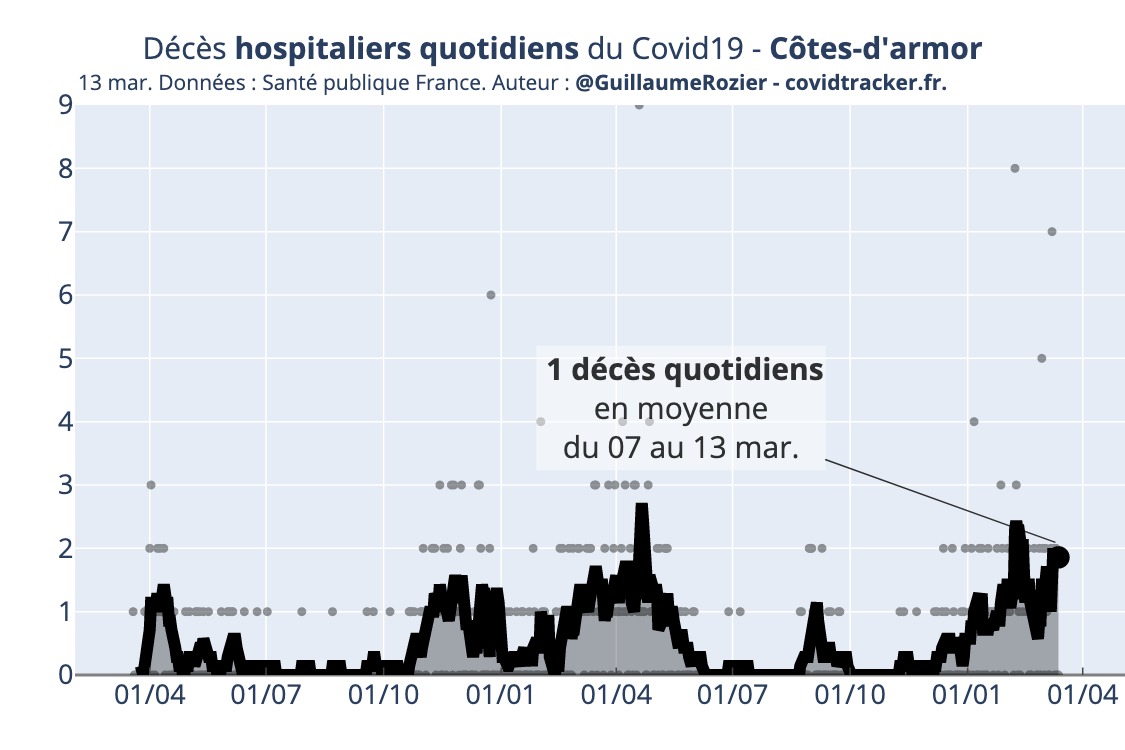 Décès hospitaliers quotidiens du Covid19 - Côtes-d'armor
13 mar. Données : Santé publique France. Auteur : @GuillaumeRozier - covidtracker.fr.
9
8
7
6
5
4
3
2
1
0
1 décès quotidiens
en moyenne
du 07 au 13 mar.
01/04 01/07 01/10 01/01 01/04 01/07 01/10 01/01 01/04